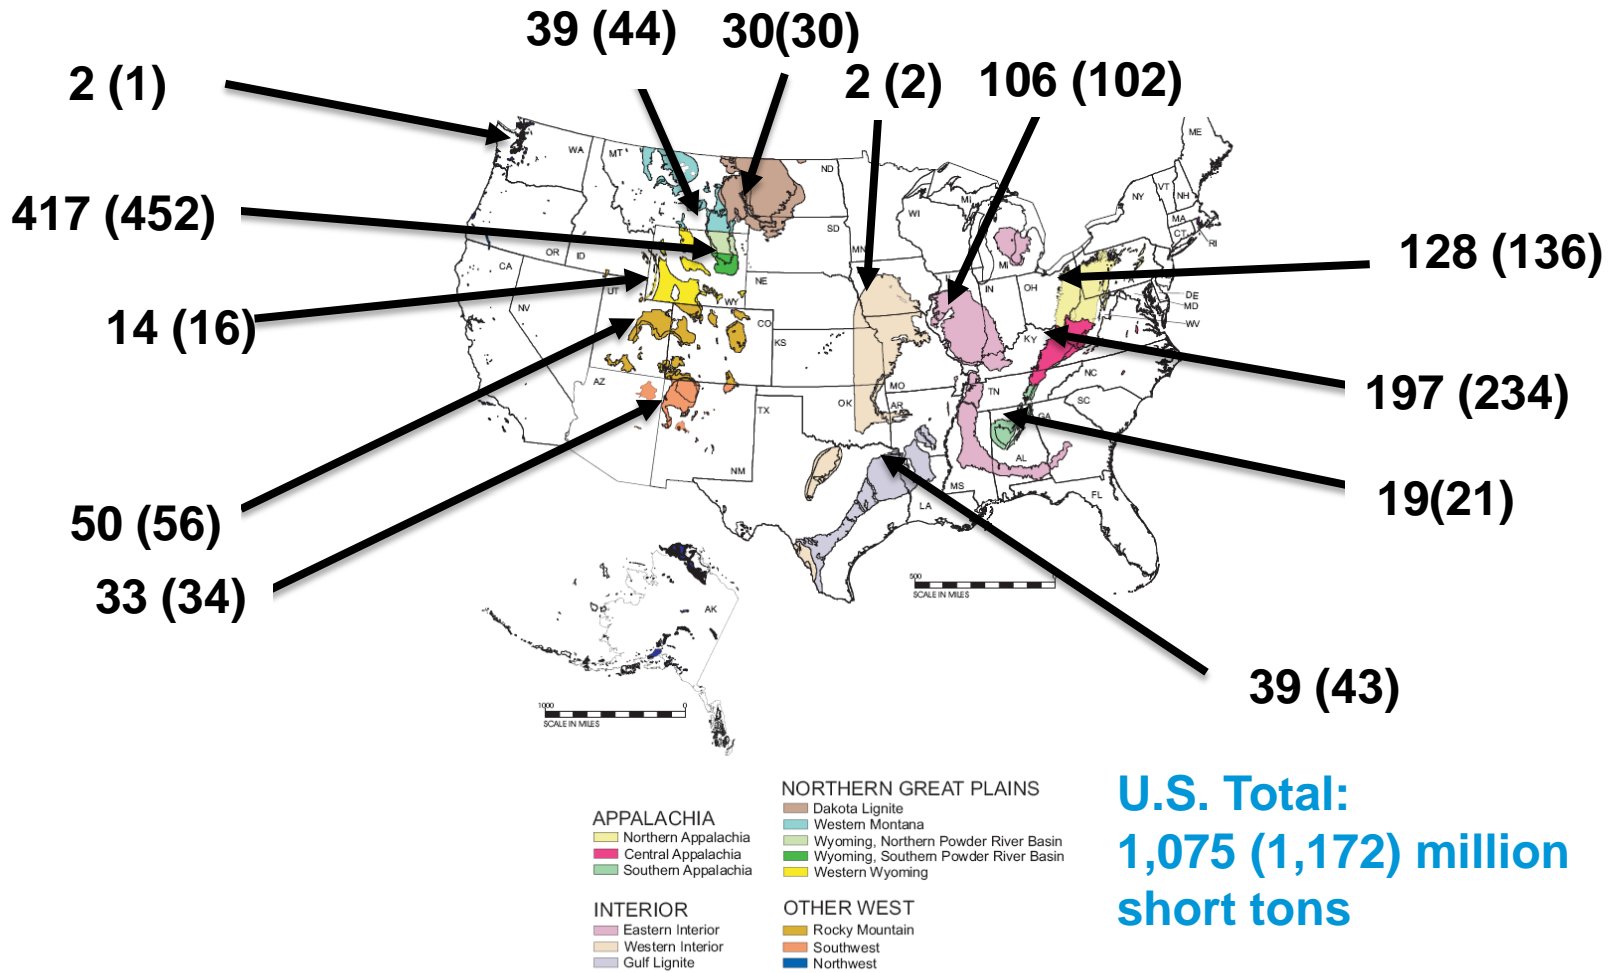 39 (44)
30(30)
2 (1)
2 (2)
106 (102)
417 (452)
128 (136)
14 (16)
197 (234)
19(21)
50 (56)
33 (34)
39 (43)
WA
MT
ND
ME
VT
NH
NY
MA
CT
RI
WI
MI
SD
MN
OR
ID
CA
MI
NE
IN
OH
PA
DE
MD
UT
WY
NV
WV
CO
KS
KY
AZ
MO
TN
NC
OK
AR
TX
SC
GA
AL
NM
MS
LA
FL
AK
500
0
SCALE IN MILES
1000
0
SCALE IN MILES
APPALACHIA
Northern Appalachia
Central Appalachia
Southern Appalachia
INTERIOR
Eastern Interior
Western Interior
Gulf Lignite
NORTHERN GREAT PLAINS
Dakota Lignite
Western Montana
Wyoming, Northern Powder River Basin
Wyoming, Southern Powder River Basin
Western Wyoming
OTHER WEST
Rocky Mountain
Southwest
Northwest
U.S. Total:
1,075 (1,172) million
short tons